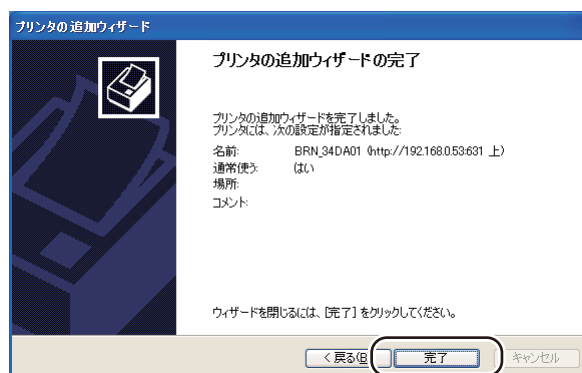 プリンタの追加ウィザード
プリンタの追加ウィザードの完了
プリンタの追加ウィザードを完了しました。
プリンタには、次の設定が指定されました:
名前: BRN_34DA01 (http://192.168.0.53:631 上)
通常使う: はい
場所:
コメント:
ウィザードを閉じるには、[完了] をクリックしてください。
< 戻る(B) 完了 キャンセル